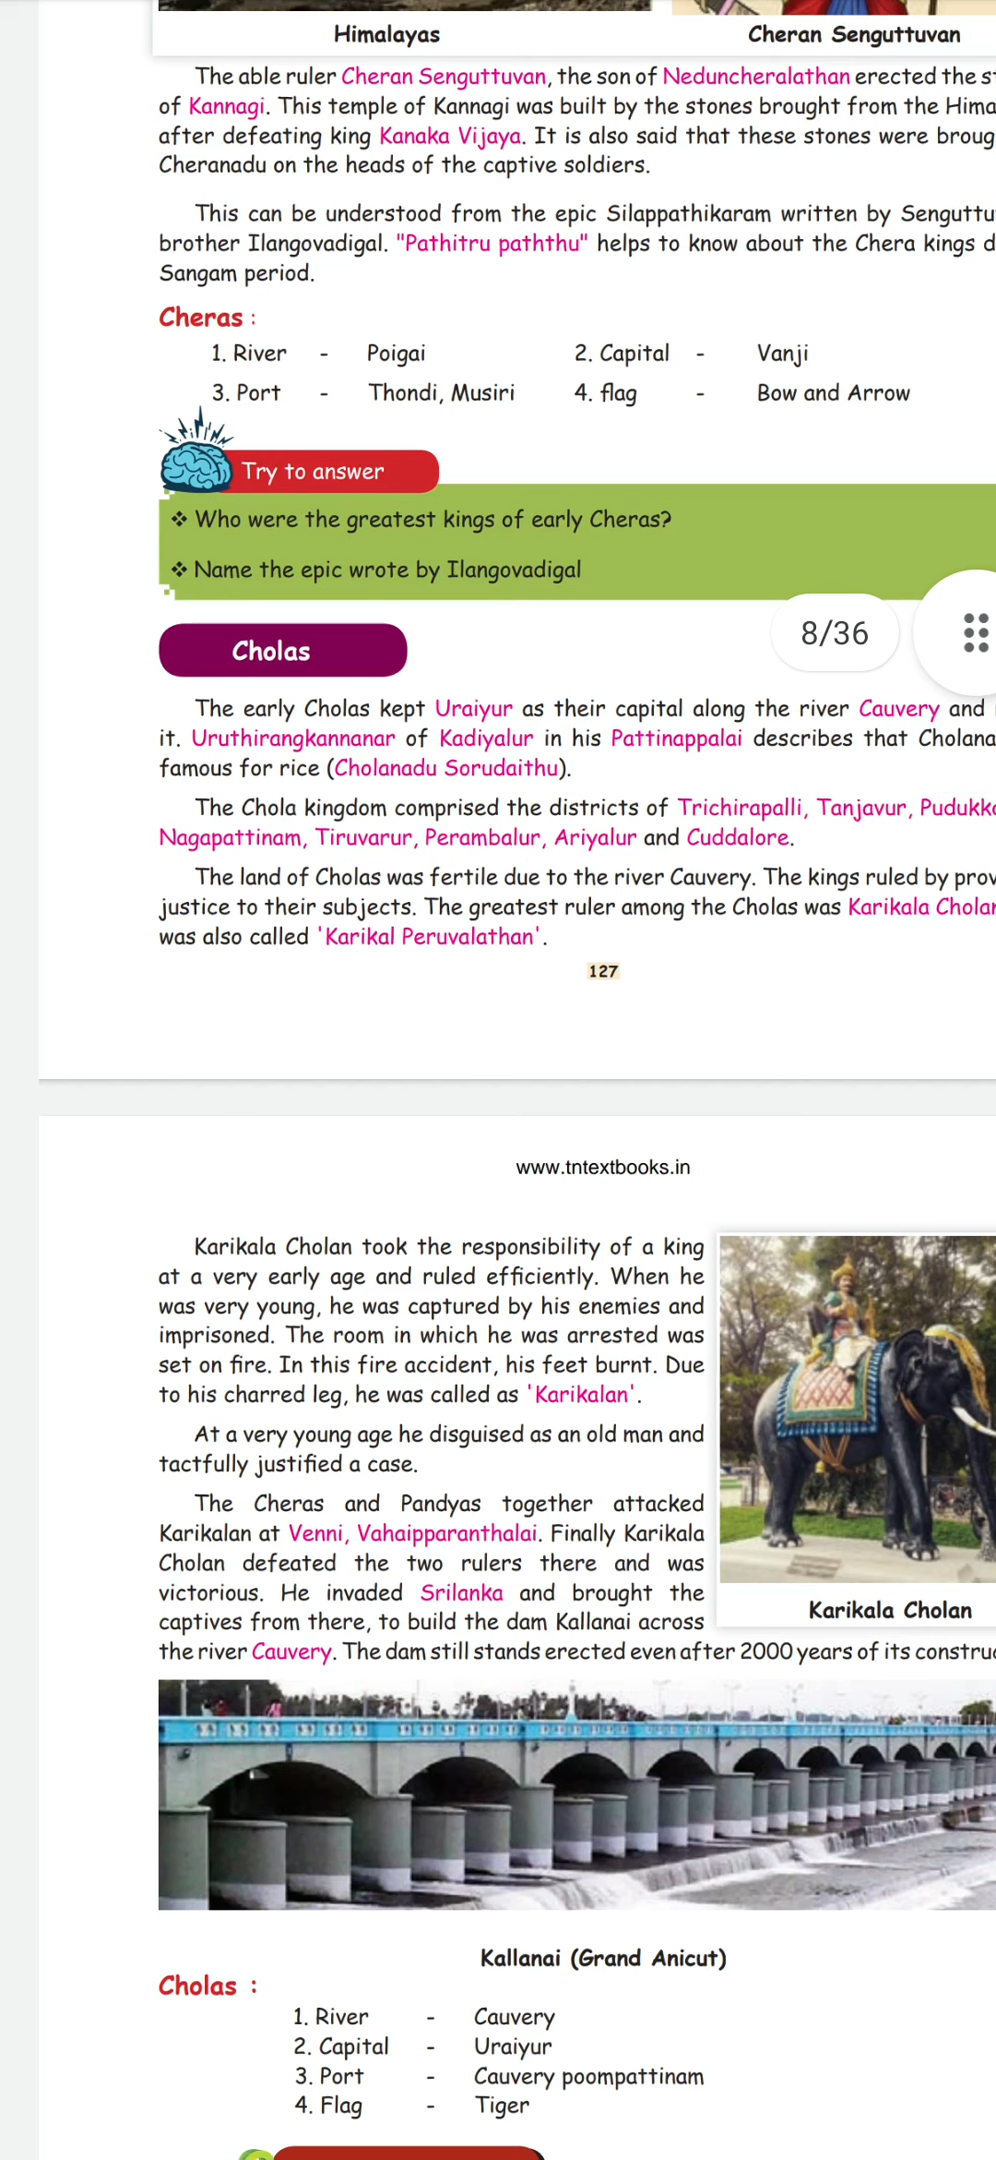 Himalayas
Cheran Senguttuvan
The able ruler Cheran Senguttuvan, the son of Neduncheralathan erected the
of Kannagi. This temple of Kannagi was built by the stones brought from the
after defeating king Kanaka Vijaya. It is also said that these stones were
Cheranadu on the heads of the captive soldiers.
This can be understood from the epic Silappathikaram written by
brother Ilangovadigal. "Pathitru paththu" helps to know about the Chera kings
Sangam period.
Cheras :
1. River - Poigai 2. Capital - Vanji
3. Port - Thondi, Musiri 4. flag - Bow and Arrow
Try to answer
❖ Who were the greatest kings of early Cheras?
❖ Name the epic wrote by Ilangovadigal
8/36
Cholas
The early Cholas kept Uraiyur as their capital along the river Cauvery and
it. Uruthirangkannanar of Kadiyalur in his Pattinappalai describes that
famous for rice (Cholanadu Sorudaithu).
The Chola kingdom comprised the districts of Trichirapalli, Tanjavur,
Nagapattinam, Tiruvarur, Perambalur, Ariyalur and Cuddalore.
The land of Cholas was fertile due to the river Cauvery. The kings ruled by
justice to their subjects. The greatest ruler among the Cholas was Karikala
was also called 'Karikal Peruvalathan'.
127
www.tntextbooks.in
Karikala Cholan took the responsibility of a king
at a very early age and ruled efficiently. When he
was very young, he was captured by his enemies and
imprisoned. The room in which he was arrested was
set on fire. In this fire accident, his feet burnt. Due
to his charred leg, he was called as 'Karikalan'.
At a very young age he disguised as an old man and
tactfully justified a case.
The Cheras and Pandyas together attacked
Karikalan at Venni, Vahaipparanthalai. Finally Karikala
Cholan defeated the two rulers there and was
victorious. He invaded Srilanka and brought the
captives from there, to build the dam Kallanai across
the river Cauvery. The dam still stands erected even after 2000 years of its
Karikala Cholan
Kallanai (Grand Anicut)
Cholas :
1. River - Cauvery
2. Capital - Uraiyur
3. Port - Cauvery poompattinam
4. Flag - Tiger